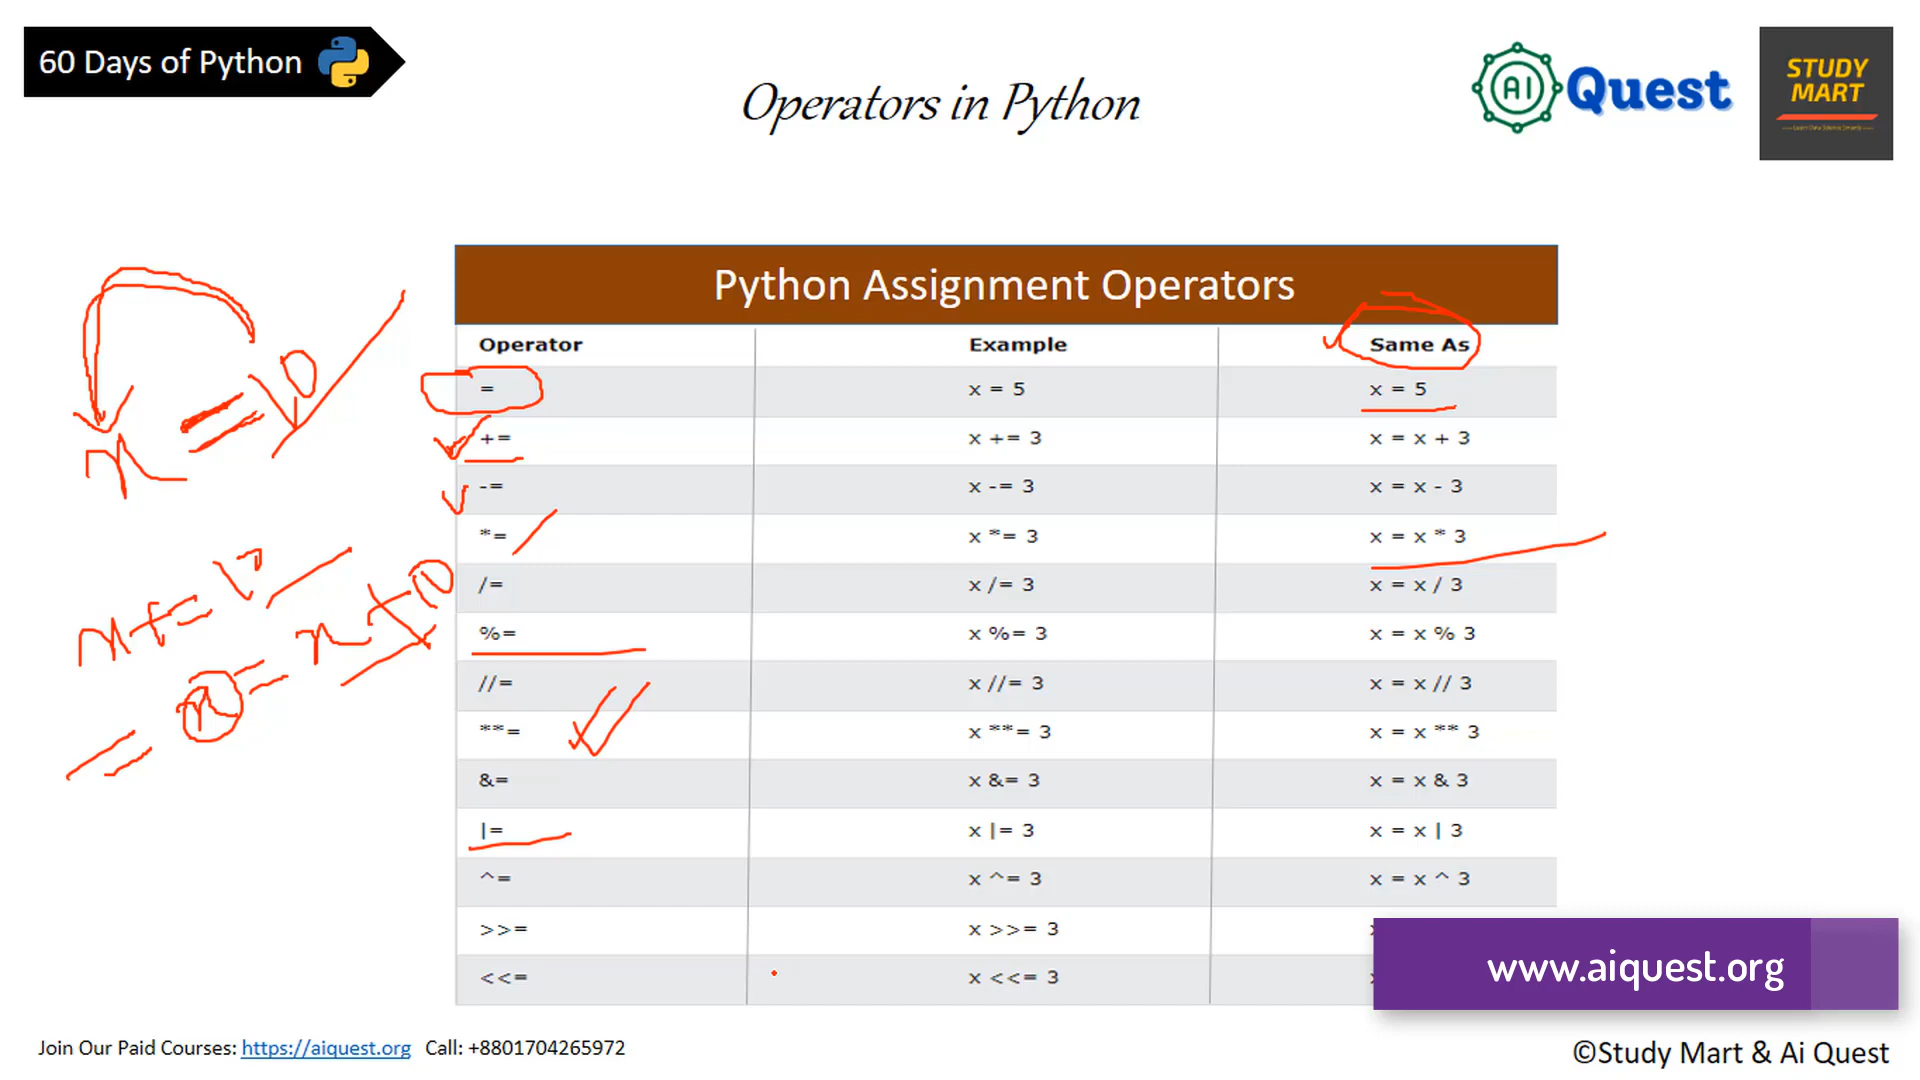 60 Days of Python
Operators in Python
AI Quest
STUDY
MART
Python Assignment Operators
Operator Example Same As
= x = 5 x = 5
+= x += 3 x = x + 3
-= x -= 3 x = x - 3
*= x *= 3 x = x * 3
/= x /= 3 x = x / 3
%= x %= 3 x = x % 3
//= x //= 3 x = x // 3
**= x **= 3 x = x ** 3
&= x &= 3 x = x & 3
|= x |= 3 x = x | 3
^= x ^= 3 x = x ^ 3
>>= x >>= 3
<<= x <<= 3
www.aiquest.org
Join Our Paid Courses: https://aiquest.org Call: +8801704265972
©Study Mart & Ai Quest